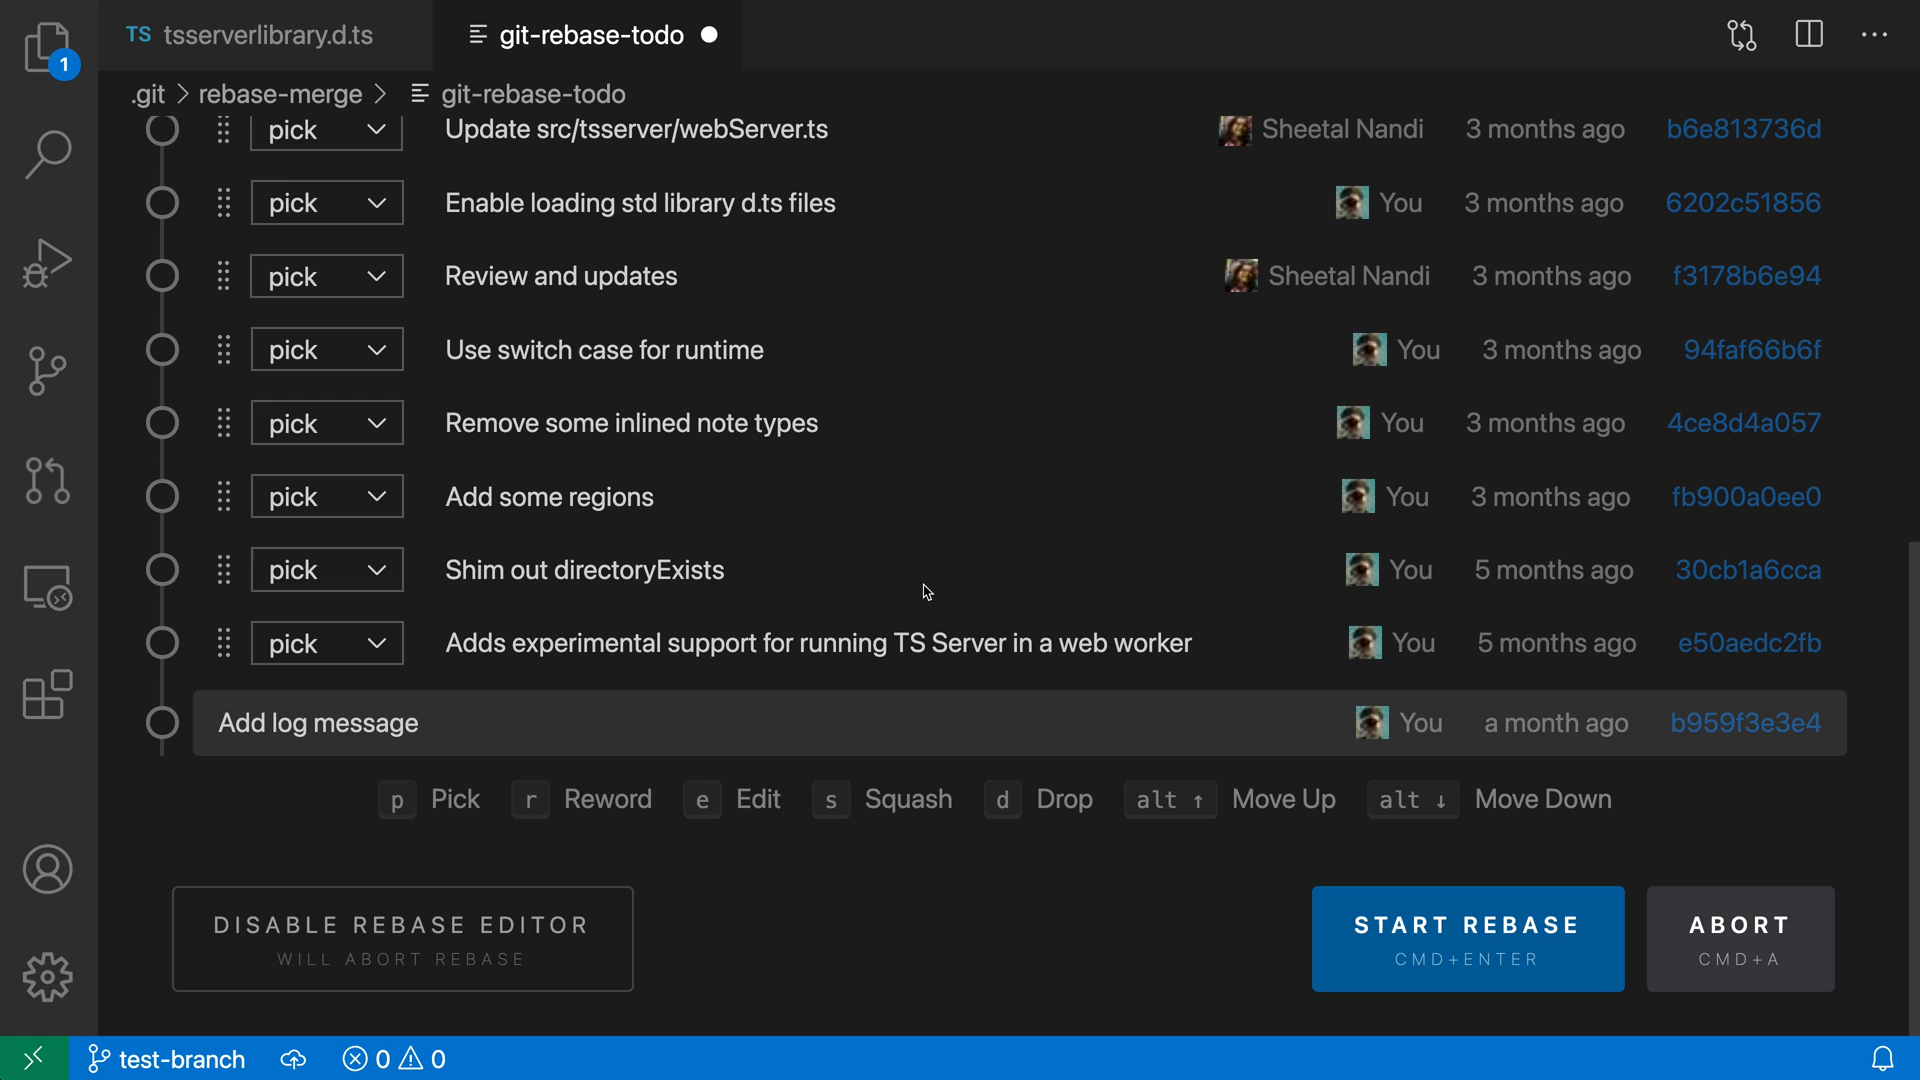 TS tsserverlibrary.d.ts
git-rebase-todo
1
.git > rebase-merge > git-rebase-todo
pick Update src/tsserver/webServer.ts Sheetal Nandi 3 months ago b6e813736d
pick Enable loading std library d.ts files You 3 months ago 6202c51856
pick Review and updates Sheetal Nandi 3 months ago f3178b6e94
pick Use switch case for runtime You 3 months ago 94faf66b6f
pick Remove some inlined note types You 3 months ago 4ce8d4a057
pick Add some regions You 3 months ago fb900a0ee0
pick Shim out directoryExists You 5 months ago 30cb1a6cca
pick Adds experimental support for running TS Server in a web worker You 5 months ago e50aedc2fb
Add log message You a month ago b959f3e3e4
p Pick r Reword e Edit s Squash d Drop alt ↑ Move Up alt ↓ Move Down
DISABLE REBASE EDITOR
WILL ABORT REBASE
START REBASE
CMD+ENTER
ABORT
CMD+A
test-branch 0 0